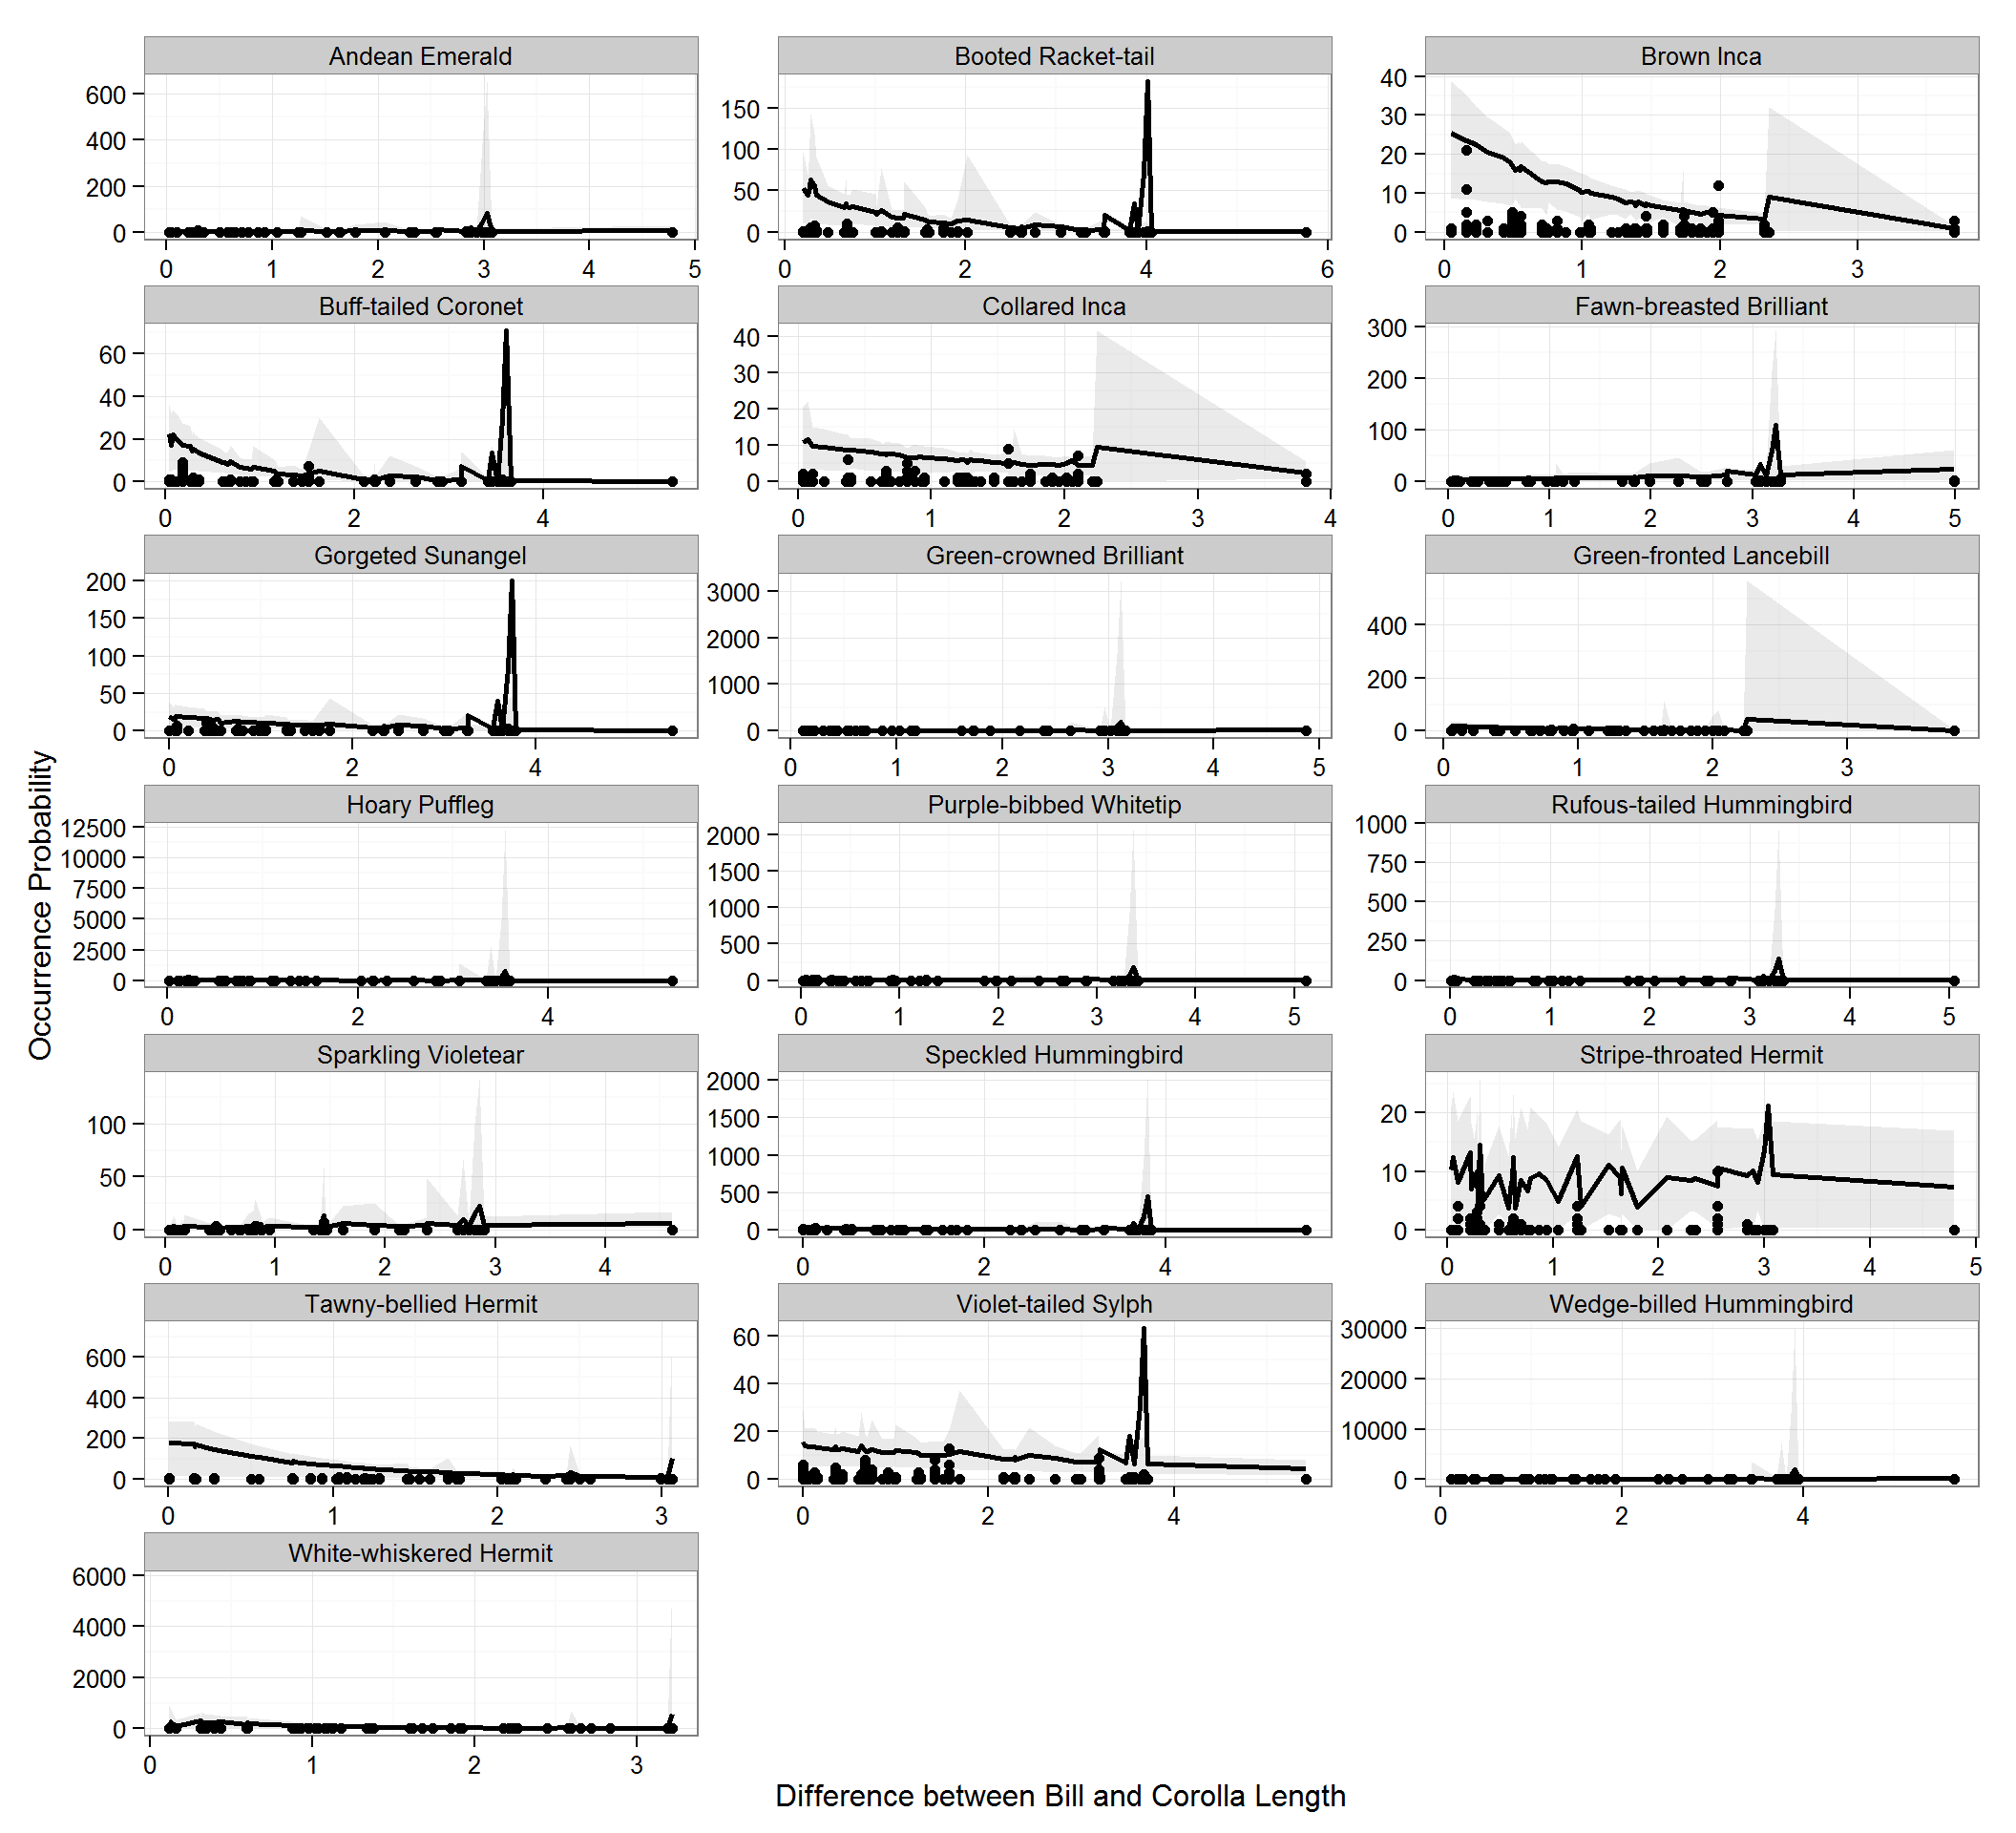 Andean Emerald Booted Racket-tail Brown Inca
600 400 200 0
150 100 50 0
40 30 20 10 0
0 1 2 3 4 5
0 2 4 6
0 1 2 3
Buff-tailed Coronet Collared Inca Fawn-breasted Brilliant
60 40 20 0
40 30 20 10 0
300 200 100 0
0 2 4
0 1 2 3 4
0 1 2 3 4 5
Gorgeted Sunangel Green-crowned Brilliant Green-fronted Lancebill
200 150 100 50 0
3000 2000 1000 0
400 200 0
0 2 4
0 1 2 3 4 5
0 1 2 3
Occurrence Probability
Hoary Puffleg Purple-bibbed Whitetip Rufous-tailed Hummingbird
12500 10000 7500 5000 2500 0
2000 1500 1000 500 0
1000 750 500 250 0
0 2 4
0 1 2 3 4 5
0 1 2 3 4 5
Sparkling Violetear Speckled Hummingbird Stripe-throated Hermit
100 50 0
2000 1500 1000 500 0
20 10 0
0 1 2 3 4
0 2 4
0 1 2 3 4 5
Tawny-bellied Hermit Violet-tailed Sylph Wedge-billed Hummingbird
600 400 200 0
60 40 20 0
30000 20000 10000 0
0 1 2 3
0 2 4
0 2 4
White-whiskered Hermit
6000 4000 2000 0
0 1 2 3
Difference between Bill and Corolla Length